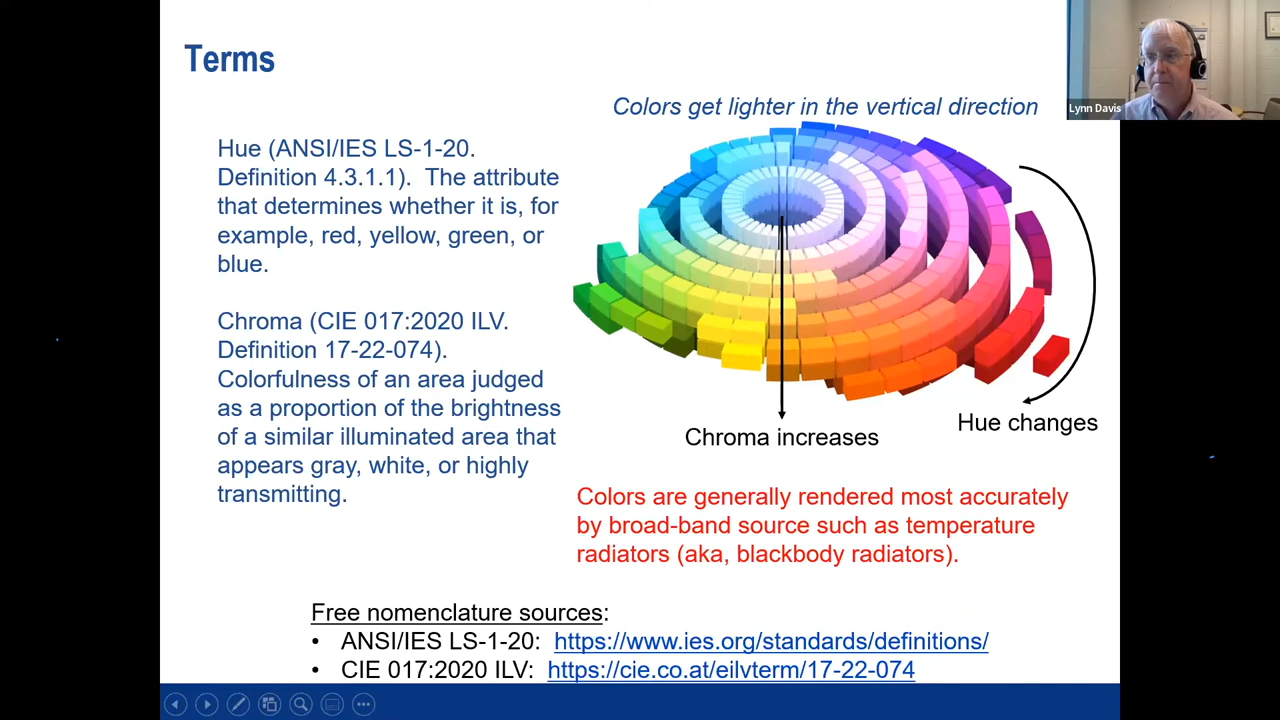 Terms
Colors get lighter in the vertical direction
Lynn Davis
Hue (ANSI/IES LS-1-20.
Definition 4.3.1.1).  The attribute
that determines whether it is, for
example, red, yellow, green, or
blue.
Chroma (CIE 017:2020 ILV.
Definition 17-22-074).
Colorfulness of an area judged
as a proportion of the brightness
of a similar illuminated area that
appears gray, white, or highly
transmitting.
Chroma increases
Hue changes
Colors are generally rendered most accurately
by broad-band source such as temperature
radiators (aka, blackbody radiators).
Free nomenclature sources:
• ANSI/IES LS-1-20:  https://www.ies.org/standards/definitions/
• CIE 017:2020 ILV:  https://cie.co.at/eilvterm/17-22-074